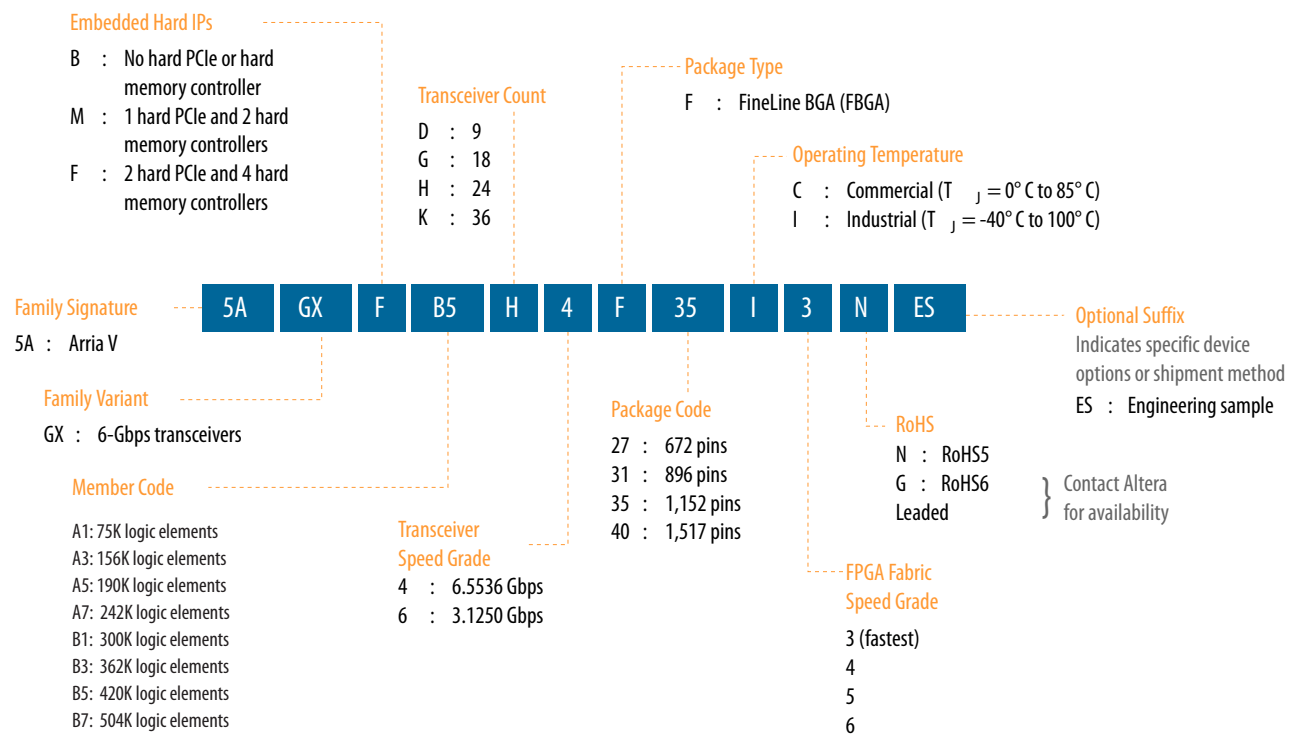 Embedded Hard IPs
B : No hard PCIe or hard
memory controller
M : 1 hard PCIe and 2 hard
memory controllers
F : 2 hard PCIe and 4 hard
memory controllers
Transceiver Count
D : 9
G : 18
H : 24
K : 36
Package Type
F : FineLine BGA (FBGA)
Operating Temperature
C : Commercial (T J = 0° C to 85° C)
I : Industrial (T J = -40° C to 100° C)
Family Signature
5A : Arria V
5A GX F B5 H 4 F 35 I 3 N ES
Optional Suffix
Indicates specific device
options or shipment method
ES : Engineering sample
Family Variant
GX : 6-Gbps transceivers
Member Code
A1: 75K logic elements
A3: 156K logic elements
A5: 190K logic elements
A7: 242K logic elements
B1: 300K logic elements
B3: 362K logic elements
B5: 420K logic elements
B7: 504K logic elements
Transceiver
Speed Grade
4 : 6.5536 Gbps
6 : 3.1250 Gbps
Package Code
27 : 672 pins
31 : 896 pins
35 : 1,152 pins
40 : 1,517 pins
RoHS
N : RoHS5
G : RoHS6
Leaded
} Contact Altera
for availability
FPGA Fabric
Speed Grade
3 (fastest)
4
5
6